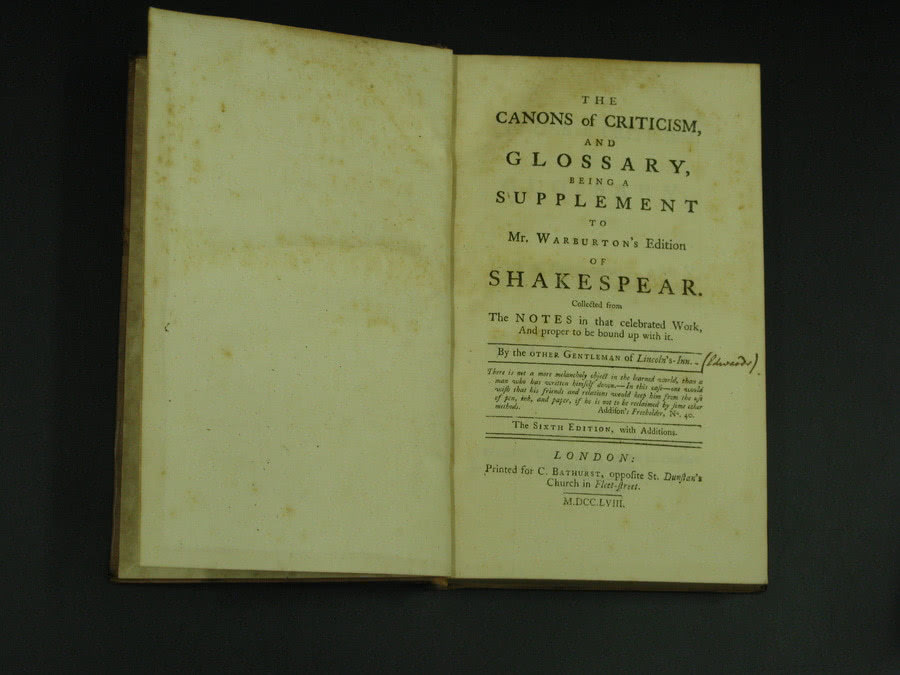 THE
CANONS of CRITICISM,
AND
GLOSSARY,
BEING A
SUPPLEMENT
TO
Mr. WARBURTON's Edition
OF
SHAKESPEAR.
Collected from
The NOTES in that celebrated Work,
And proper to be bound up with it.
By the OTHER GENTLEMAN of Lincoln's-Inn. (Edwards)
There is not a more melancholy object in the learned world, than a
man who has written himself down.—In this case—one would
wish that his friends and relations would keep him from the use
of pen, ink, and paper, if he is not to be reclaimed by some other
methods. Addison's Freeholder, No. 40.
The SIXTH EDITION, with Additions.
LONDON:
Printed for C. BATHURST, opposite St. Dunstan's
Church in Fleet-street.
M.DCC.LVIII.